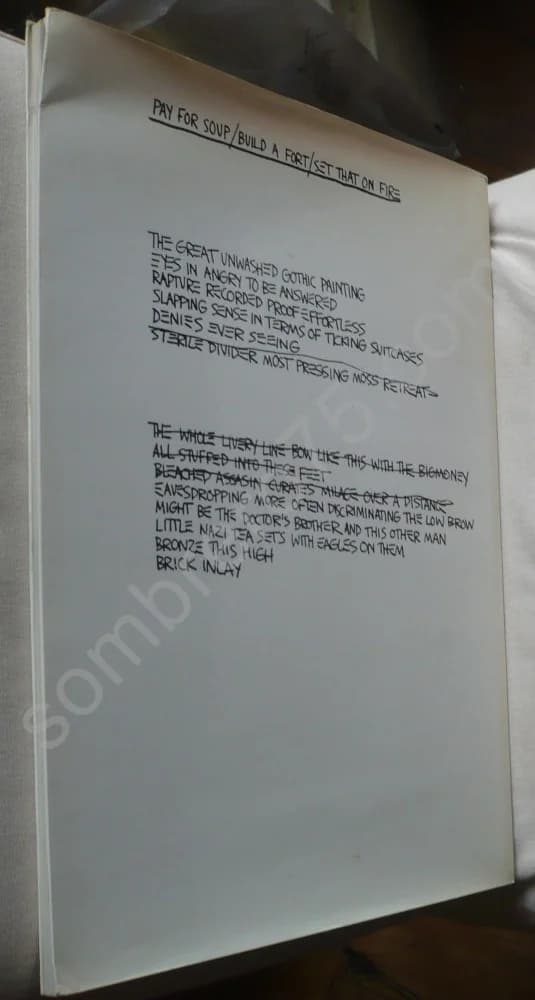 PAY FOR SOUP/BUILD A FORT/SET THAT ON FIRE
THE GREAT UNWASHED GOTHIC PAINTING
EYES IN ANGRY TO BE ANSWERED
RAPTURE RECORDED PROOF EFFORTLESS
SLAPPING SENSE IN TERMS OF TICKING SUITCASES
DENIES EVER SEEING
STERILE DIVIDER MOST PRESSING MOSS RETREATS
THE WHOLE LIVERY LINE BOW LIKE THIS WITH THE BIGMONEY
ALL STUFFED INTO THESE FEET
BLEACHED ASSASIN CURATES MILAGE OVER A DISTANCE
EAVESDROPPING MORE OFTEN DISCRIMINATING THE LOW BROW
MIGHT BE THE DOCTOR'S BROTHER AND THIS OTHER MAN
LITTLE NAZI TEA SETS WITH EAGLES ON THEM
BRONZE THIS HIGH
BRICK INLAY